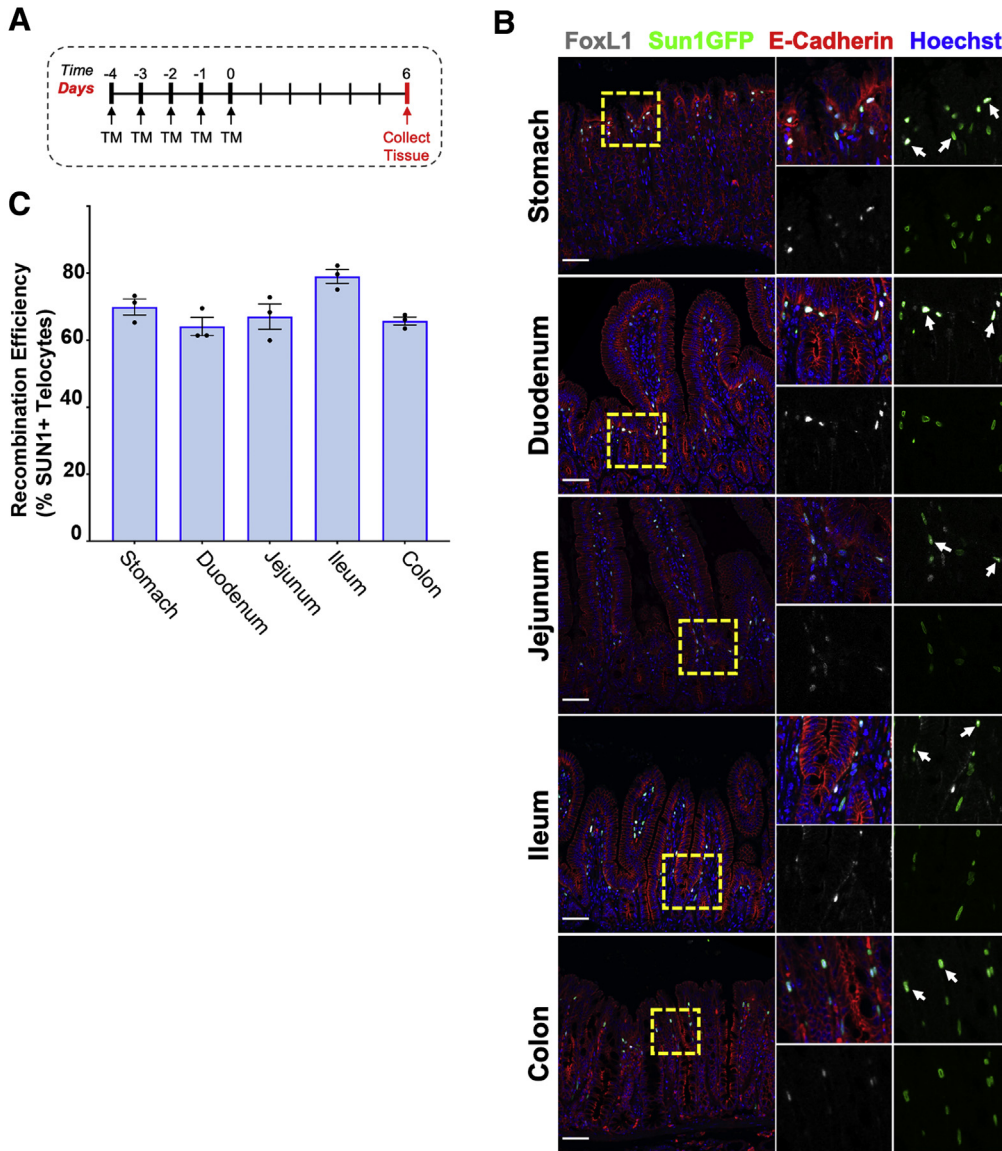 A
Time
Days
-4 -3 -2 -1 0 6
TM TM TM TM TM
Collect
Tissue
B
FoxL1 Sun1GFP E-Cadherin Hoechst
Stomach
Duodenum
Jejunum
Ileum
Colon
C
Recombination Efficiency
(% SUN1+ Telocytes)
80
60
40
20
0
Stomach
Duodenum
Jejunum
Ileum
Colon